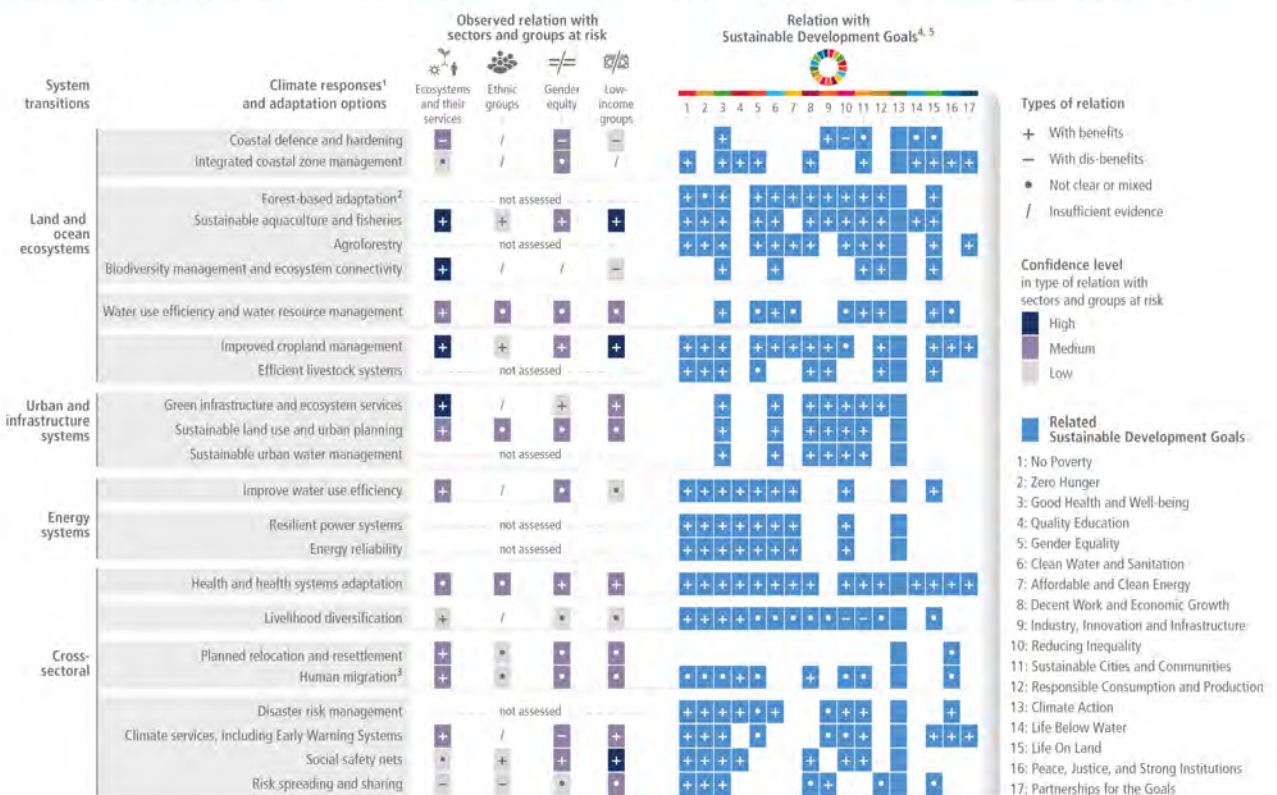 Observed relation with
sectors and groups at risk
Relation with
Sustainable Development Goals4, 5
System
transitions
Climate responses1
and adaptation options
Ecosystems
and their
services
Ethnic
groups
Gender
equity
Low-
income
groups
1 2 3 4 5 6 7 8 9 10 11 12 13 14 15 16 17
Land and
ocean
ecosystems
Coastal defence and hardening − / − − + + − • • •
Integrated coastal zone management • / • / + + + + + + + + + +
Forest-based adaptation2 not assessed + • + + + + + + + + + +
Sustainable aquaculture and fisheries + + + + + + + + + + + + + + + +
Agroforestry not assessed + + + + + + + + + + + +
Biodiversity management and ecosystem connectivity + / / − + + + + +
Water use efficiency and water resource management + • • • + • + • • + + + •
Improved cropland management + + + + + + + + + + + + • + + + +
Efficient livestock systems not assessed + + + • + + + +
Urban and
infrastructure
systems
Green infrastructure and ecosystem services + / + + + + + + + + +
Sustainable land use and urban planning + • • • + + + + + +
Sustainable urban water management not assessed + + + + + +
Energy
systems
Improve water use efficiency + / • • + + + + + + + + +
Resilient power systems not assessed + + + + + + + +
Energy reliability not assessed + + + + + + + +
Cross-
sectoral
Health and health systems adaptation • • + + + + + + + + + + + + + + + + +
Livelihood diversification + / • • + + + + • • • • • − − • •
Planned relocation and resettlement + • • • •
Human migration3 + • • • • • • + • + • • •
Disaster risk management not assessed + + + + + + • + + +
Climate services, including Early Warning Systems + / − + + + + • • • + + + +
Social safety nets • + + + + + + + + + +
Risk spreading and sharing − − • • + + + • + • •
Types of relation
+ With benefits
− With dis-benefits
• Not clear or mixed
/ Insufficient evidence
Confidence level
in type of relation with
sectors and groups at risk
High
Medium
Low
Related
Sustainable Development Goals
1: No Poverty
2: Zero Hunger
3: Good Health and Well-being
4: Quality Education
5: Gender Equality
6: Clean Water and Sanitation
7: Affordable and Clean Energy
8: Decent Work and Economic Growth
9: Industry, Innovation and Infrastructure
10: Reducing Inequality
11: Sustainable Cities and Communities
12: Responsible Consumption and Production
13: Climate Action
14: Life Below Water
15: Life On Land
16: Peace, Justice, and Strong Institutions
17: Partnerships for the Goals